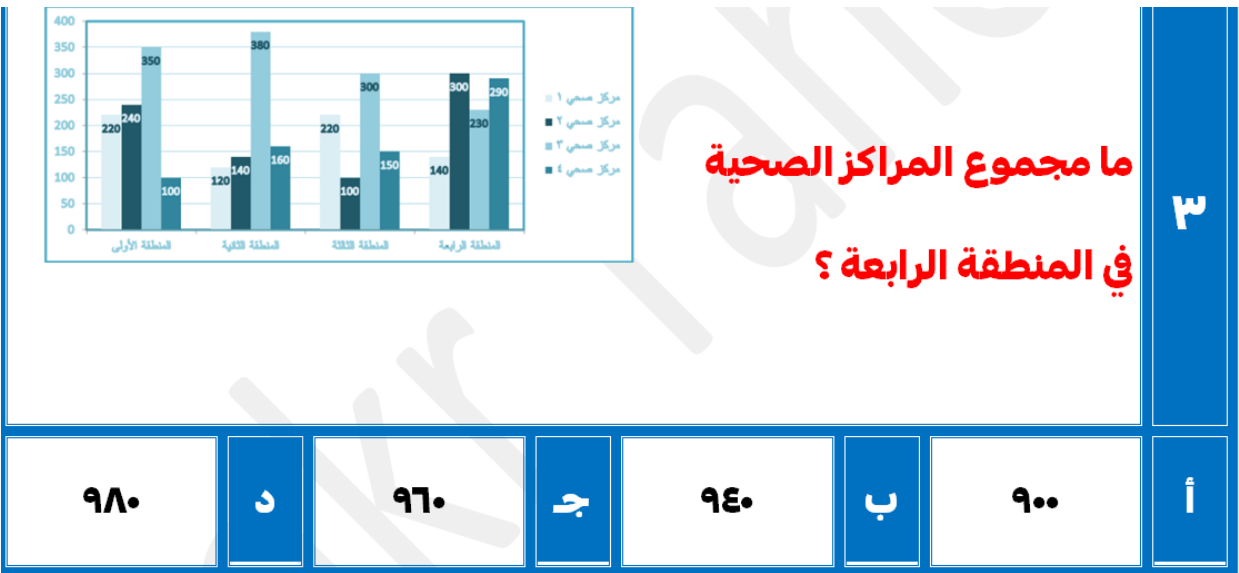 ٣
ما مجموع المراكز الصحية
في المنطقة الرابعة ؟
400
350
300
250
200
150
100
50
0
220
240
350
100
120
140
380
160
220
100
300
150
140
300
230
290
المنطقة الأولى
المنطقة الثانية
المنطقة الثالثة
المنطقة الرابعة
مركز صحي ١
مركز صحي ٢
مركز صحي ٣
مركز صحي ٤
أ ٩٠٠ ب ٩٤٠ جـ ٩٦٠ د ٩٨٠